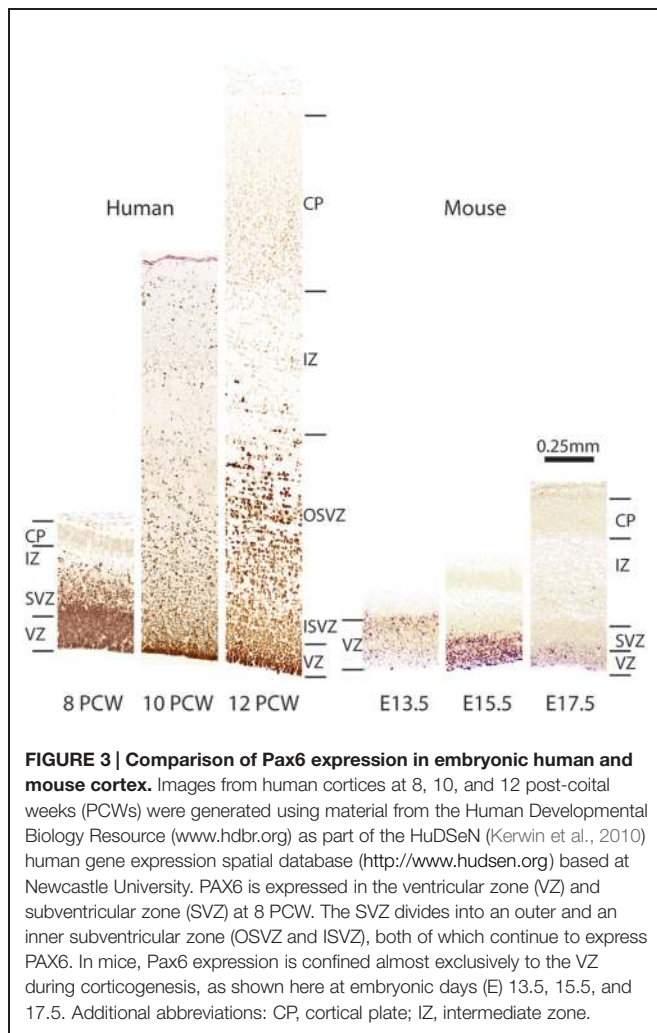 Human
Mouse
CP
IZ
OSVZ
ISVZ
VZ
CP
IZ
SVZ
VZ
0.25mm
CP
IZ
SVZ
VZ
VZ
8 PCW 10 PCW 12 PCW E13.5 E15.5 E17.5
FIGURE 3 | Comparison of Pax6 expression in embryonic human and
mouse cortex. Images from human cortices at 8, 10, and 12 post-coital
weeks (PCWs) were generated using material from the Human Developmental
Biology Resource (www.hdbr.org) as part of the HuDSeN (Kerwin et al., 2010)
human gene expression spatial database (http://www.hudsen.org) based at
Newcastle University. PAX6 is expressed in the ventricular zone (VZ) and
subventricular zone (SVZ) at 8 PCW. The SVZ divides into an outer and an
inner subventricular zone (OSVZ and ISVZ), both of which continue to express
PAX6. In mice, Pax6 expression is confined almost exclusively to the VZ
during corticogenesis, as shown here at embryonic days (E) 13.5, 15.5, and
17.5. Additional abbreviations: CP, cortical plate; IZ, intermediate zone.